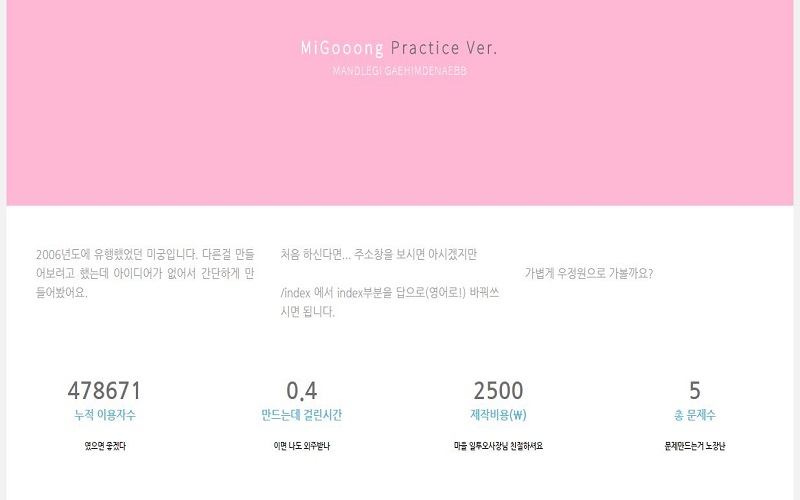 MiGooong Practice Ver.
MANDLEGI GAEHIMDENAEBB
2006년도에 유행했었던 미궁입니다. 다른걸 만들
어보려고 했는데 아이디어가 없어서 간단하게 만
들어봤어요.
처음 하신다면... 주소창을 보시면 아시겠지만
/index 에서 index부분을 답으로(영어로!) 바꿔쓰
시면 됩니다.
가볍게 우정원으로 가볼까요?
478671
누적 이용자수
였으면 좋겠다
0.4
만드는데 걸린시간
이면 나도 외주받나
2500
제작비용(₩)
마을 일투오사장님 친절하셔요
5
총 문제수
문제만드는거 노잼난